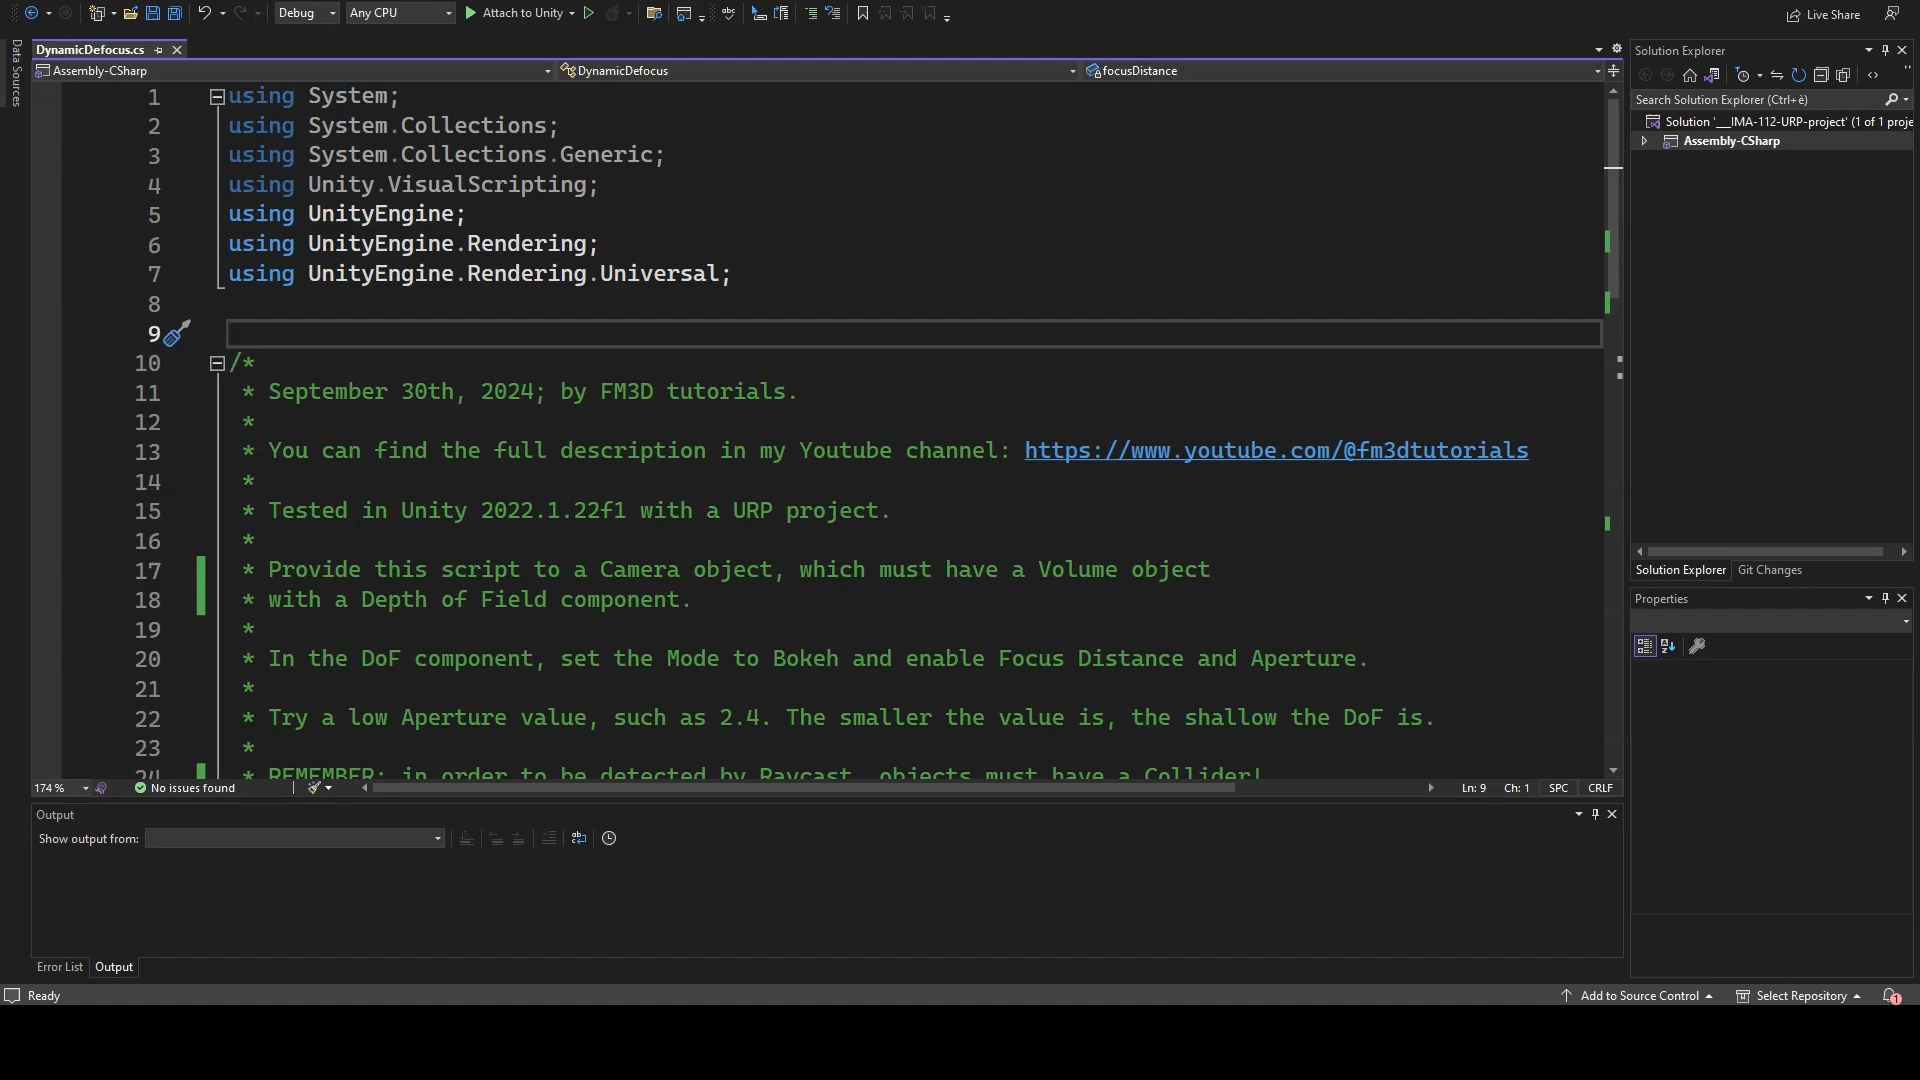 Debug
Any CPU
Attach to Unity
Live Share
Data Sources
DynamicDefocus.cs
Assembly-CSharp
DynamicDefocus
focusDistance
1 using System;
2 using System.Collections;
3 using System.Collections.Generic;
4 using Unity.VisualScripting;
5 using UnityEngine;
6 using UnityEngine.Rendering;
7 using UnityEngine.Rendering.Universal;
8
9
10 /*
11 * September 30th, 2024; by FM3D tutorials.
12 *
13 * You can find the full description in my Youtube channel: https://www.youtube.com/@fm3dtutorials
14 *
15 * Tested in Unity 2022.1.22f1 with a URP project.
16 *
17 * Provide this script to a Camera object, which must have a Volume object
18 * with a Depth of Field component.
19 *
20 * In the DoF component, set the Mode to Bokeh and enable Focus Distance and Aperture.
21 *
22 * Try a low Aperture value, such as 2.4. The smaller the value is, the shallow the DoF is.
23 *
24 * REMEMBER: in order to be detected by Raycast, objects must have a Collider!
174 %
No issues found
Ln: 9
Ch: 1
SPC
CRLF
Output
Show output from:
Error List
Output
Solution Explorer
Search Solution Explorer (Ctrl+è)
Solution '___IMA-112-URP-project' (1 of 1 proje
Assembly-CSharp
Solution Explorer
Git Changes
Properties
Ready
Add to Source Control
Select Repository
1